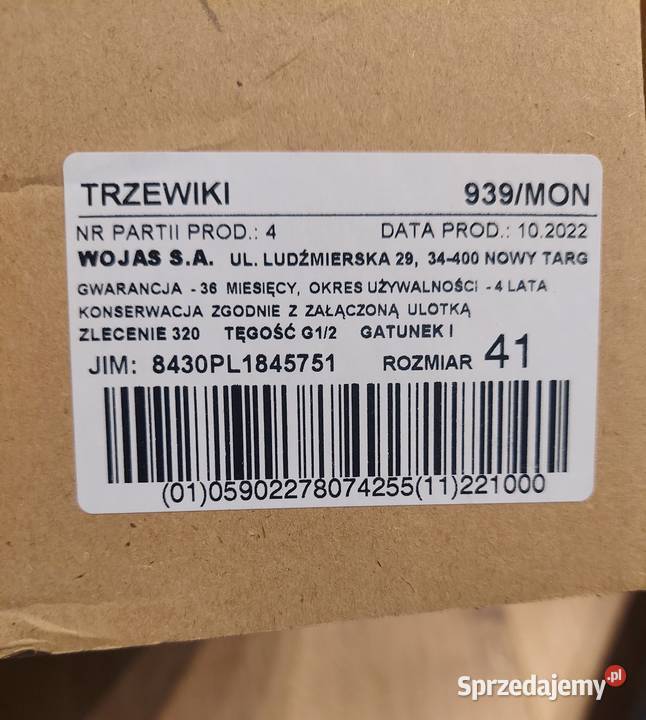 TRZEWIKI 939/MON
NR PARTII PROD.: 4 DATA PROD.: 10.2022
WOJAS S.A. UL. LUDŹMIERSKA 29, 34-400 NOWY TARG
GWARANCJA - 36 MIESIĘCY, OKRES UŻYWALNOŚCI - 4 LATA
KONSERWACJA ZGODNIE Z ZAŁĄCZONĄ ULOTKĄ
ZLECENIE 320 TĘGOŚĆ G1/2 GATUNEK I
JIM: 8430PL1845751 ROZMIAR 41
(01)05902278074255(11)221000
Sprzedajemy.pl